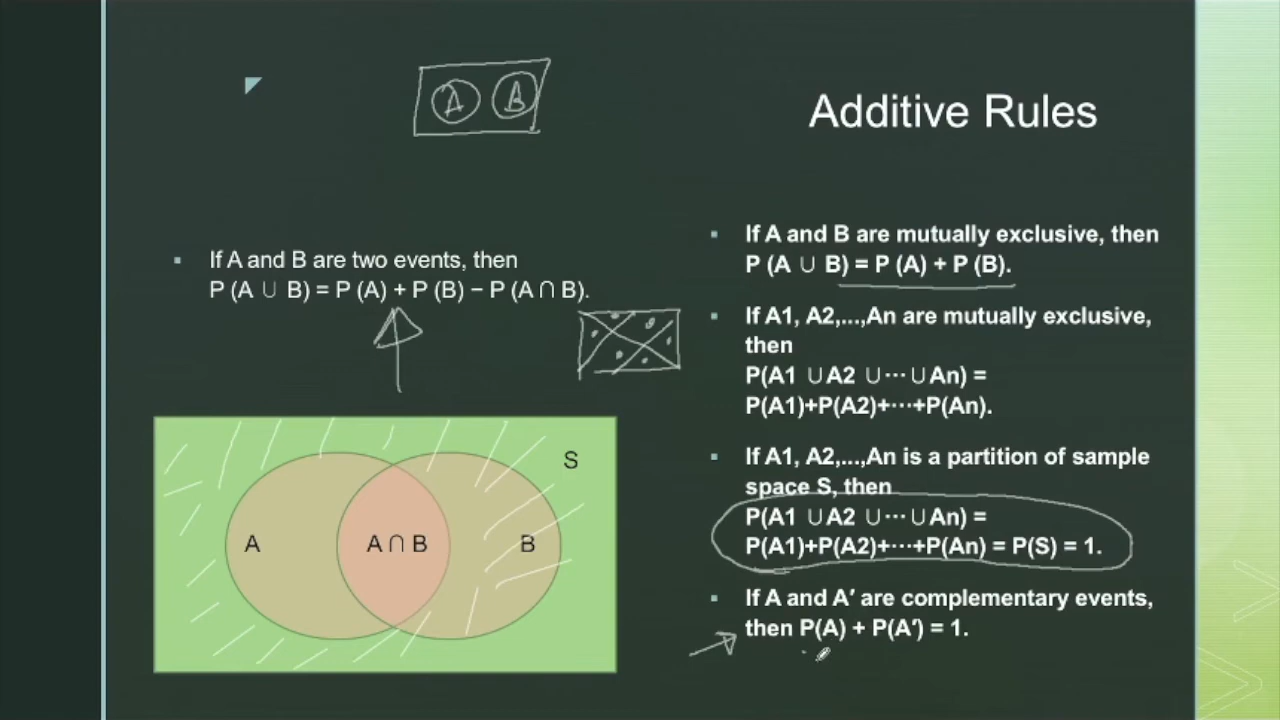 A B
Additive Rules
▪ If A and B are two events, then
P (A ∪ B) = P (A) + P (B) − P (A ∩ B).
A
A ∩ B
B
S
▪ If A and B are mutually exclusive, then
P (A ∪ B) = P (A) + P (B).
▪ If A1, A2,...,An are mutually exclusive,
then
P(A1 ∪A2 ∪···∪An) =
P(A1)+P(A2)+···+P(An).
▪ If A1, A2,...,An is a partition of sample
space S, then
P(A1 ∪A2 ∪···∪An) =
P(A1)+P(A2)+···+P(An) = P(S) = 1.
▪ If A and A′ are complementary events,
then P(A) + P(A′) = 1.